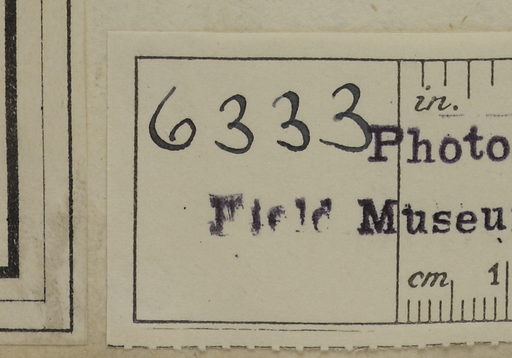 6333 in.
Photo
Field Museu
cm 1